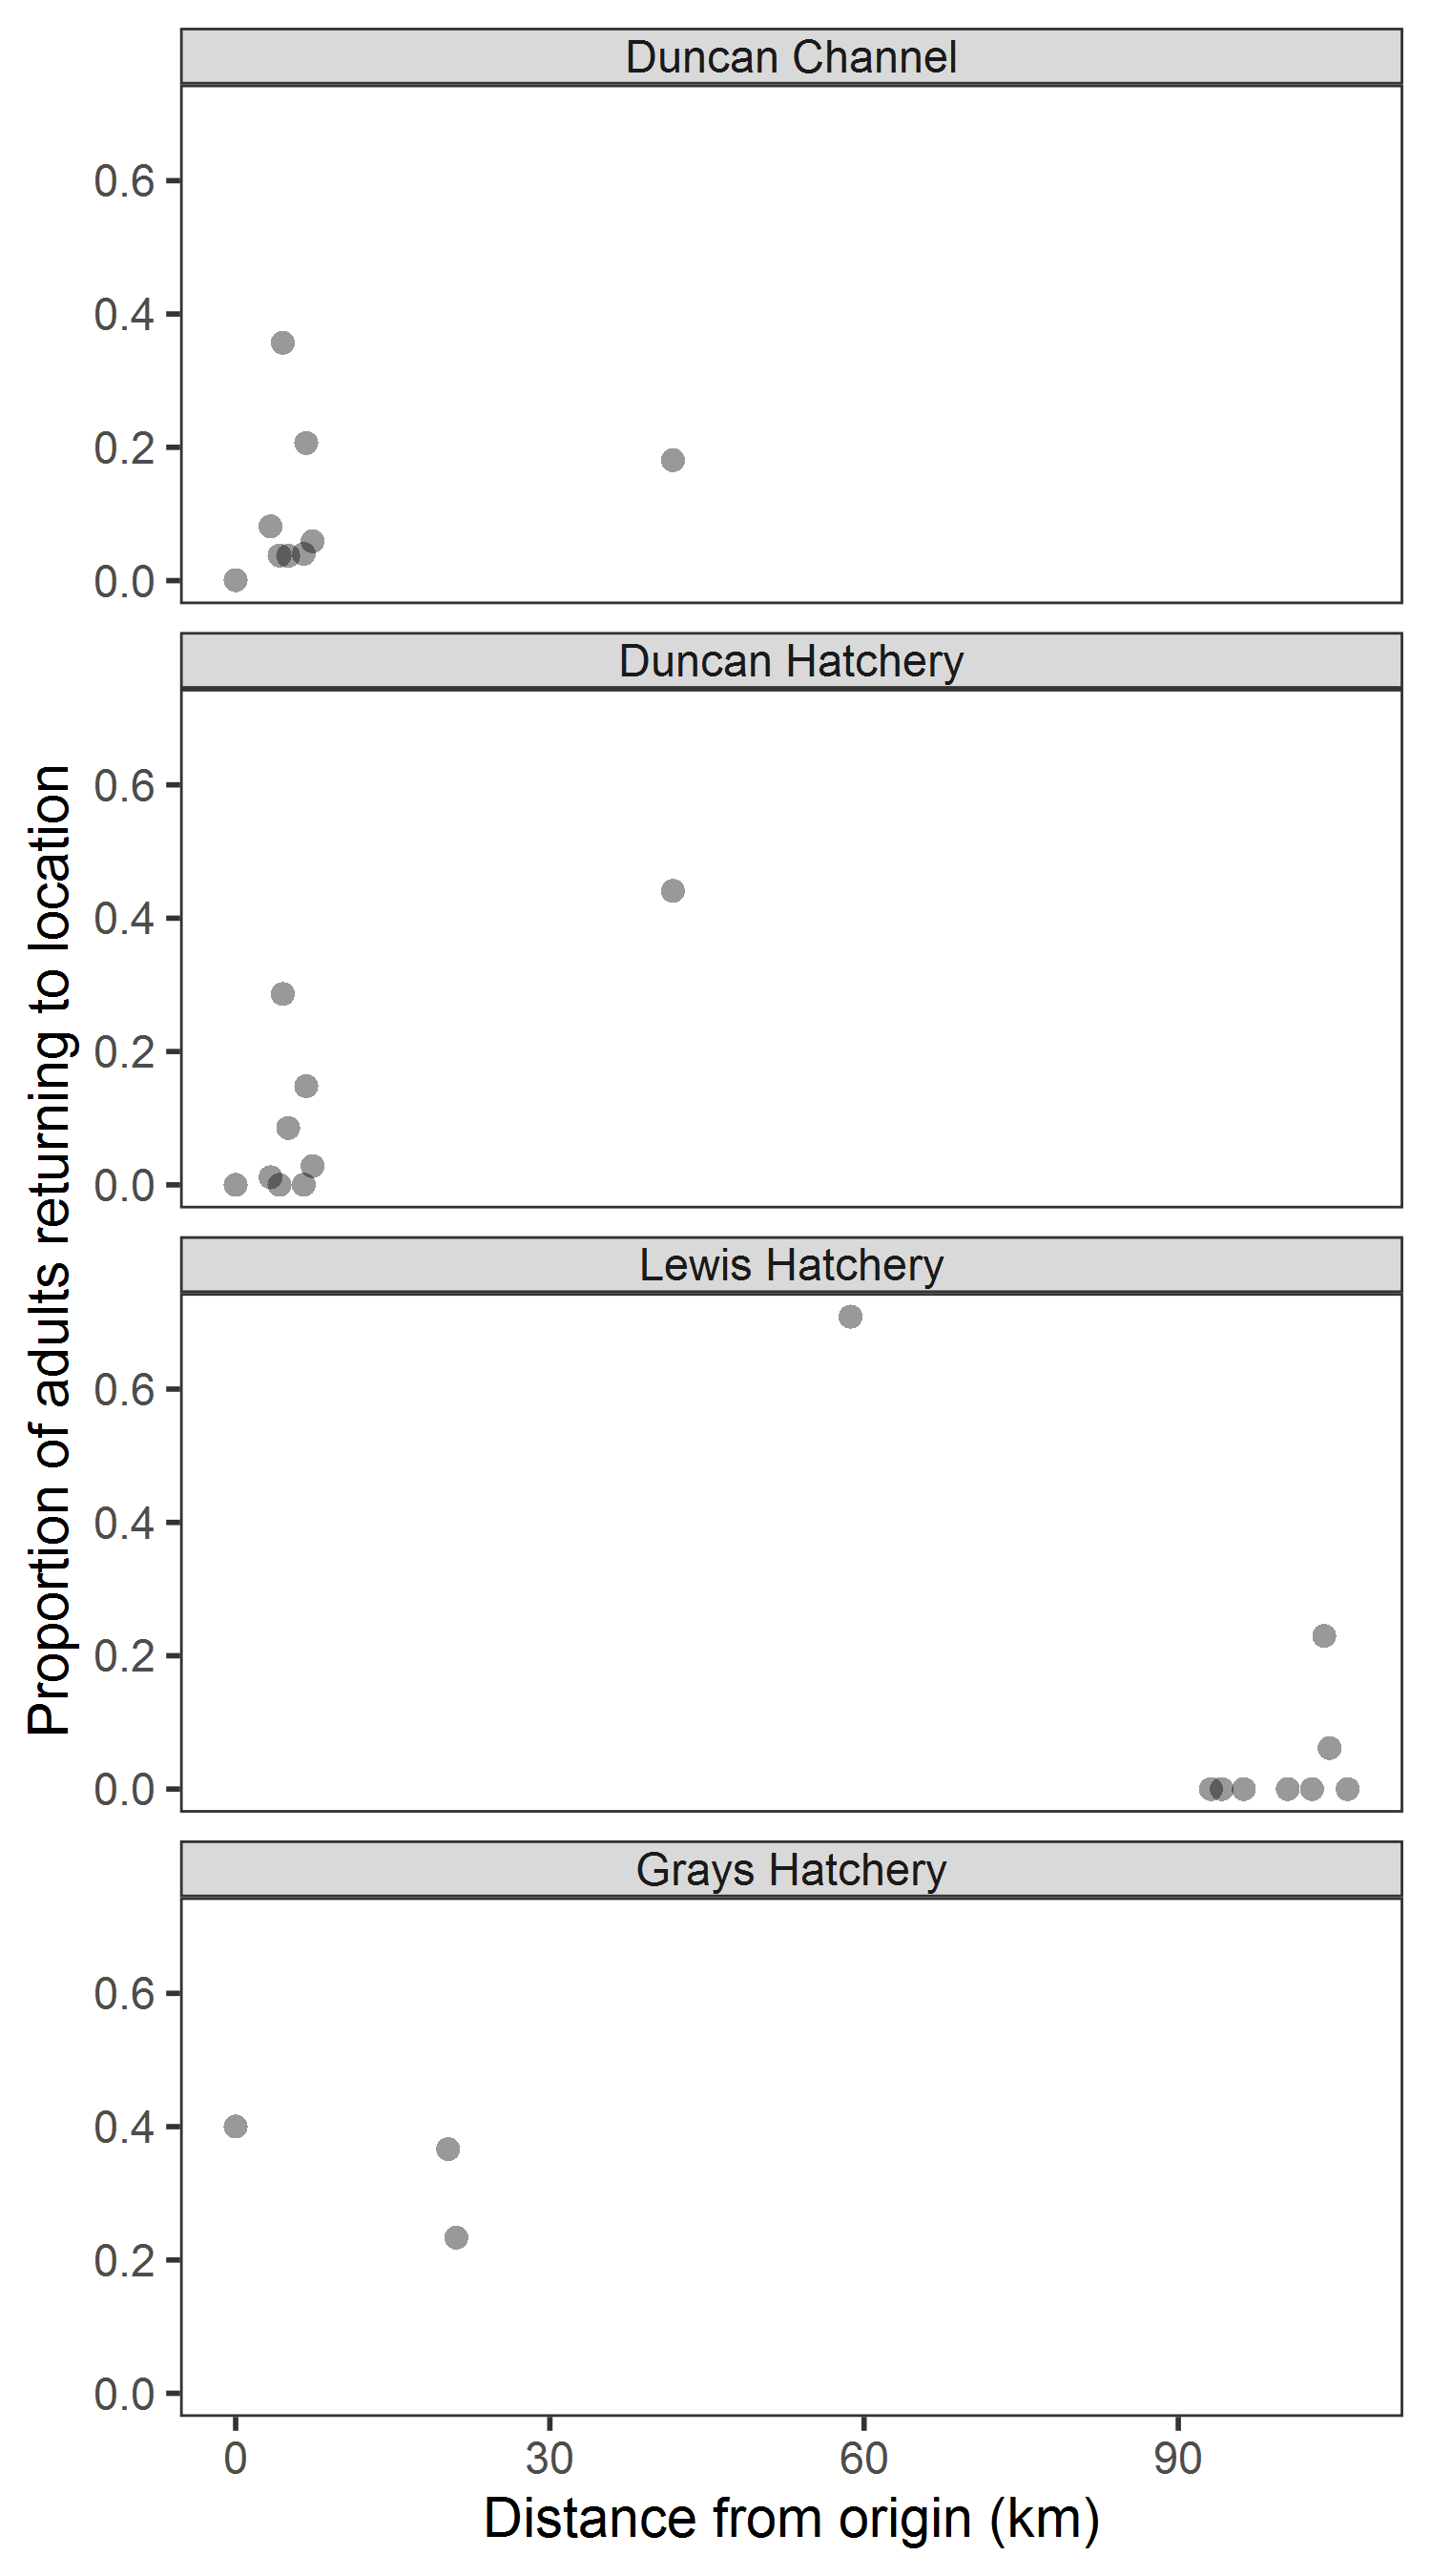 Duncan Channel
0.6
0.4
0.2
0.0
Duncan Hatchery
0.6
0.4
0.2
0.0
Lewis Hatchery
0.6
0.4
0.2
0.0
Grays Hatchery
0.6
0.4
0.2
0.0
0 30 60 90
Distance from origin (km)
Proportion of adults returning to location